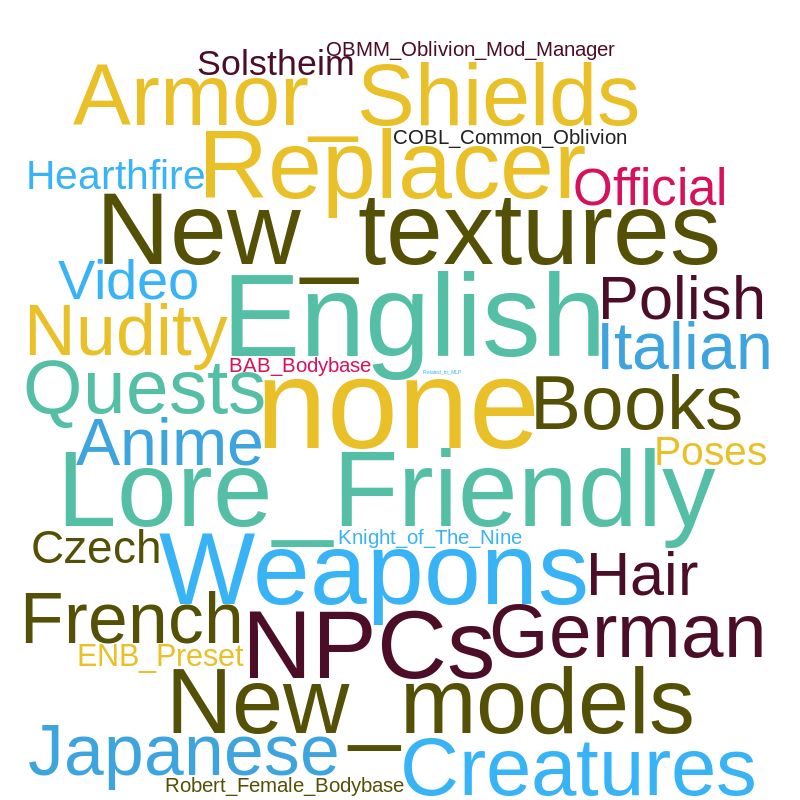 OBMM_Oblivion_Mod_Manager
Solstheim
Armor_Shields
COBL_Common_Oblivion
Replacer
Hearthfire
Official
New_textures
Video
English
Polish
Nudity
Italian
BAB_Bodybase
Related_to_MLP
Quests
none
Books
Anime
Poses
Lore_Friendly
Knight_of_The_Nine
Czech
Weapons
Hair
French
NPCs
German
ENB_Preset
New_models
Japanese
Creatures
Robert_Female_Bodybase